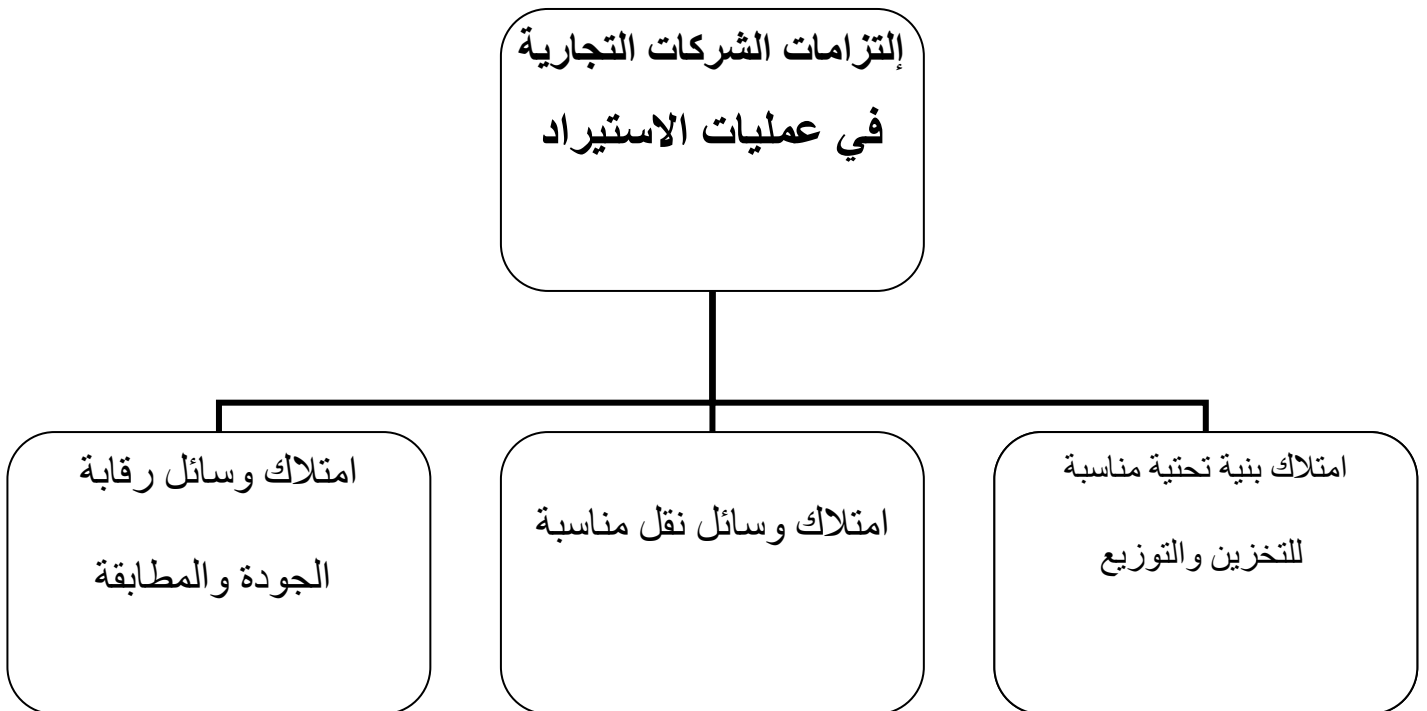 إلتزامات الشركات التجارية
في عمليات الاستيراد
امتلاك بنية تحتية مناسبة
للتخزين والتوزيع
امتلاك وسائل نقل مناسبة
امتلاك وسائل رقابة
الجودة والمطابقة